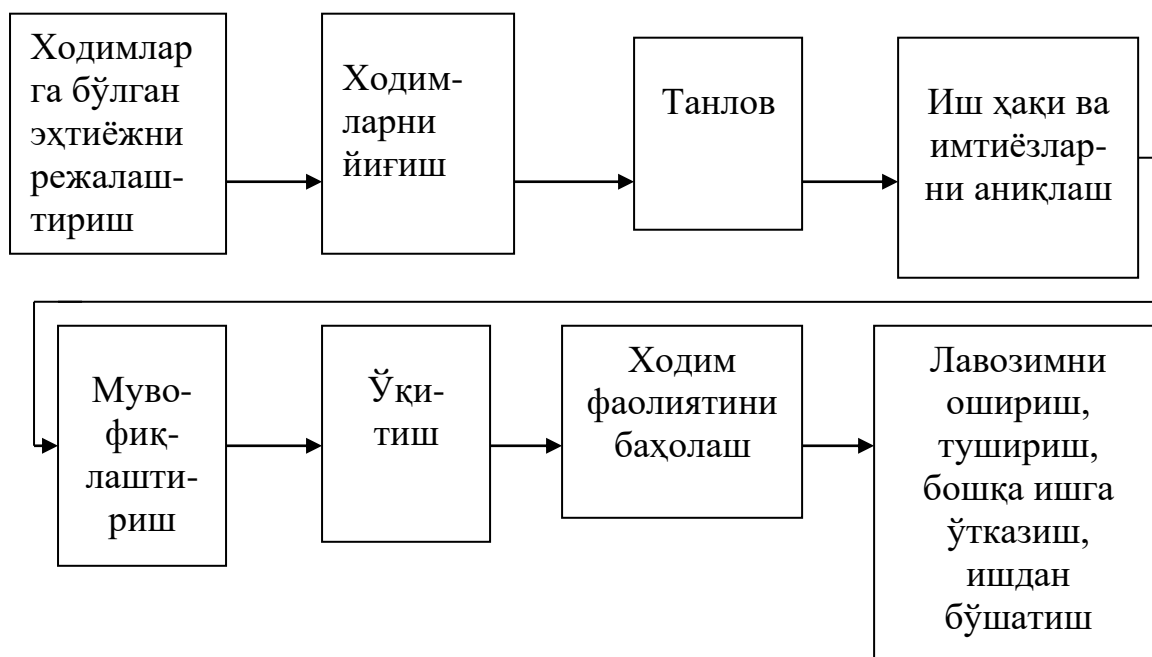 Ходимлар
га бўлган
эҳтиёжни
режалаш-
тириш
Ходим-
ларни
йиғиш
Танлов
Иш ҳақи ва
имтиёзлар-
ни аниқлаш
Муво-
фиқ-
лашти-
риш
Ўқи-
тиш
Ходим
фаолиятини
баҳолаш
Лавозимни
ошириш,
тушириш,
бошқа ишга
ўтказиш,
ишдан
бўшатиш